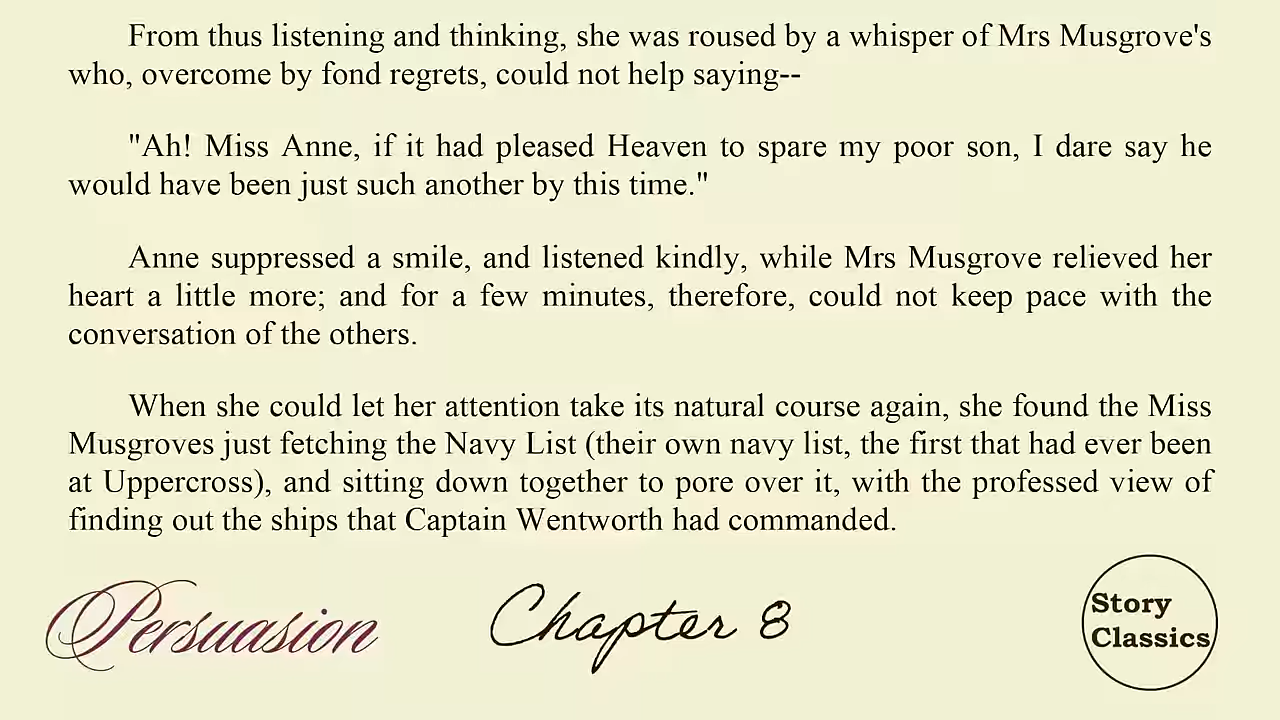 From thus listening and thinking, she was roused by a whisper of Mrs Musgrove's
who, overcome by fond regrets, could not help saying--
"Ah! Miss Anne, if it had pleased Heaven to spare my poor son, I dare say he
would have been just such another by this time."
Anne suppressed a smile, and listened kindly, while Mrs Musgrove relieved her
heart a little more; and for a few minutes, therefore, could not keep pace with the
conversation of the others.
When she could let her attention take its natural course again, she found the Miss
Musgroves just fetching the Navy List (their own navy list, the first that had ever been
at Uppercross), and sitting down together to pore over it, with the professed view of
finding out the ships that Captain Wentworth had commanded.
Persuasion
Chapter 8
Story
Classics